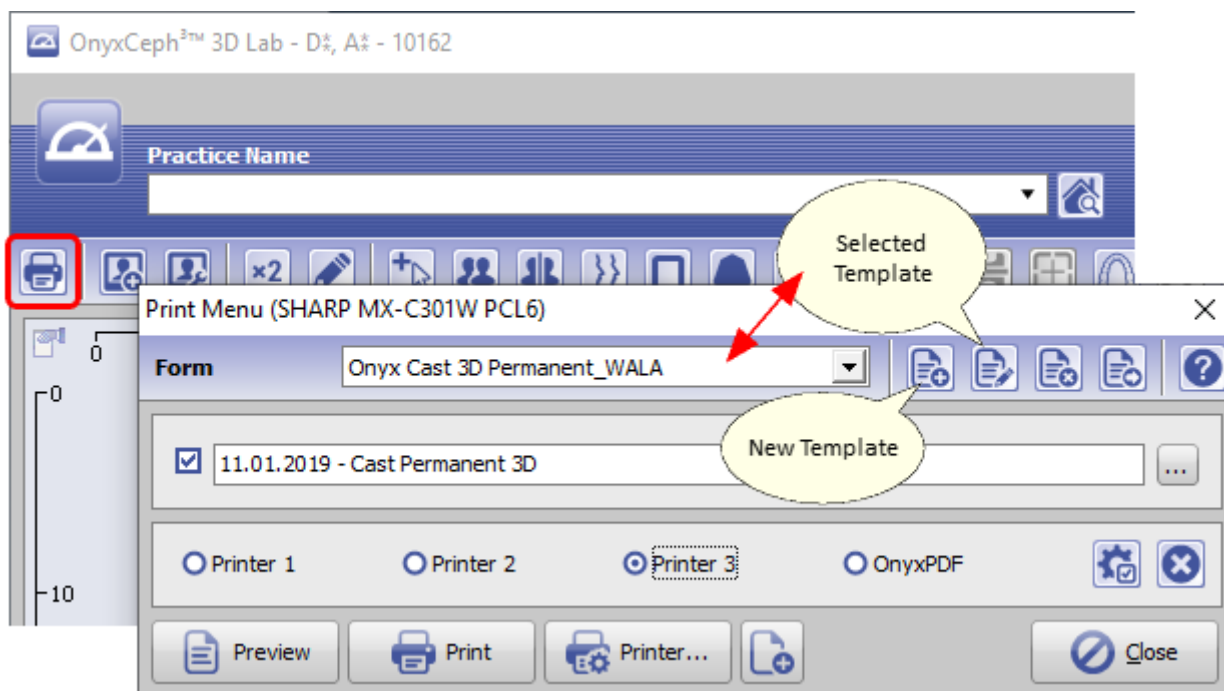 OnyxCeph³™ 3D Lab - D*, A* - 10162
Practice Name
×2
Selected
Template
Print Menu (SHARP MX-C301W PCL6)
0
0
Form
Onyx Cast 3D Permanent_WALA
New Template
11.01.2019 - Cast Permanent 3D
...
Printer 1
Printer 2
Printer 3
OnyxPDF
10
Preview
Print
Printer...
Close